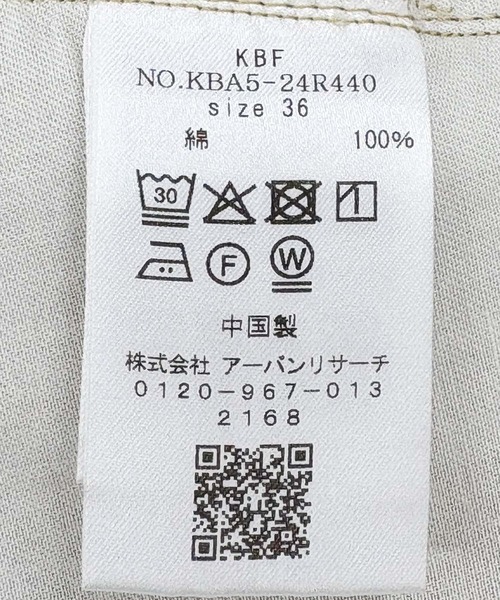 KBF
NO.KBA5-24R440
size 36
綿 100%
30
F W
中国製
株式会社 アーバンリサーチ
0120-967-013
2168